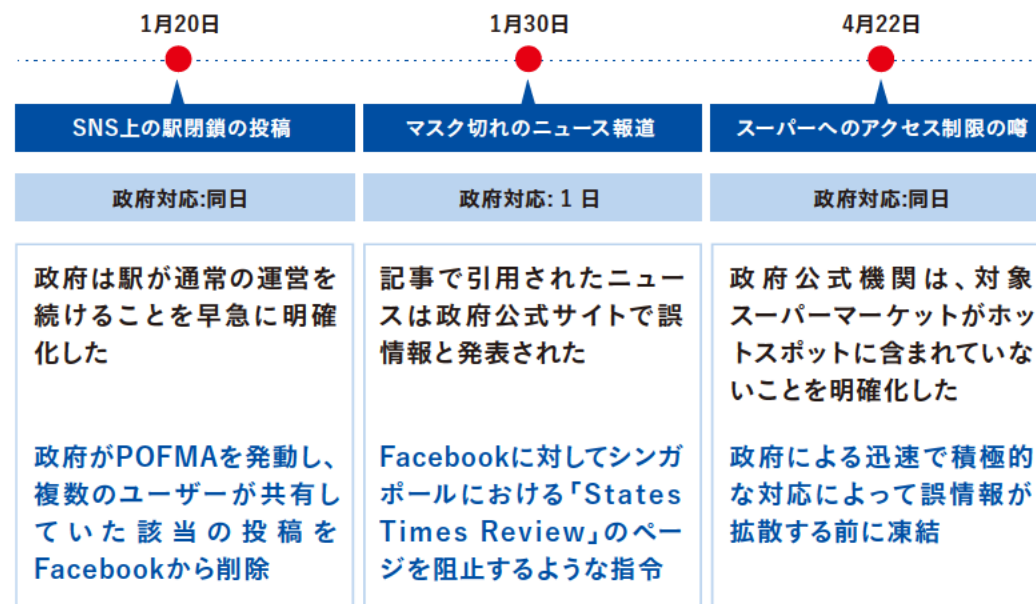 1月20日
1月30日
4月22日
SNS上の駅閉鎖の投稿
マスク切れのニュース報道
スーパーへのアクセス制限の噂
政府対応:同日
政府対応: 1 日
政府対応:同日
政府は駅が通常の運営を
続けることを早急に明確
化した
政府がPOFMAを発動し、
複数のユーザーが共有し
ていた該当の投稿を
Facebookから削除
記事で引用されたニュー
スは政府公式サイトで誤
情報と発表された
Facebookに対してシンガ
ポールにおける「States
Times Review」のペー
ジを阻止するような指令
政府公式機関は、対象
スーパーマーケットがホッ
トスポットに含まれていな
いことを明確化した
政府による迅速で積極的
な対応によって誤情報が
拡散する前に凍結